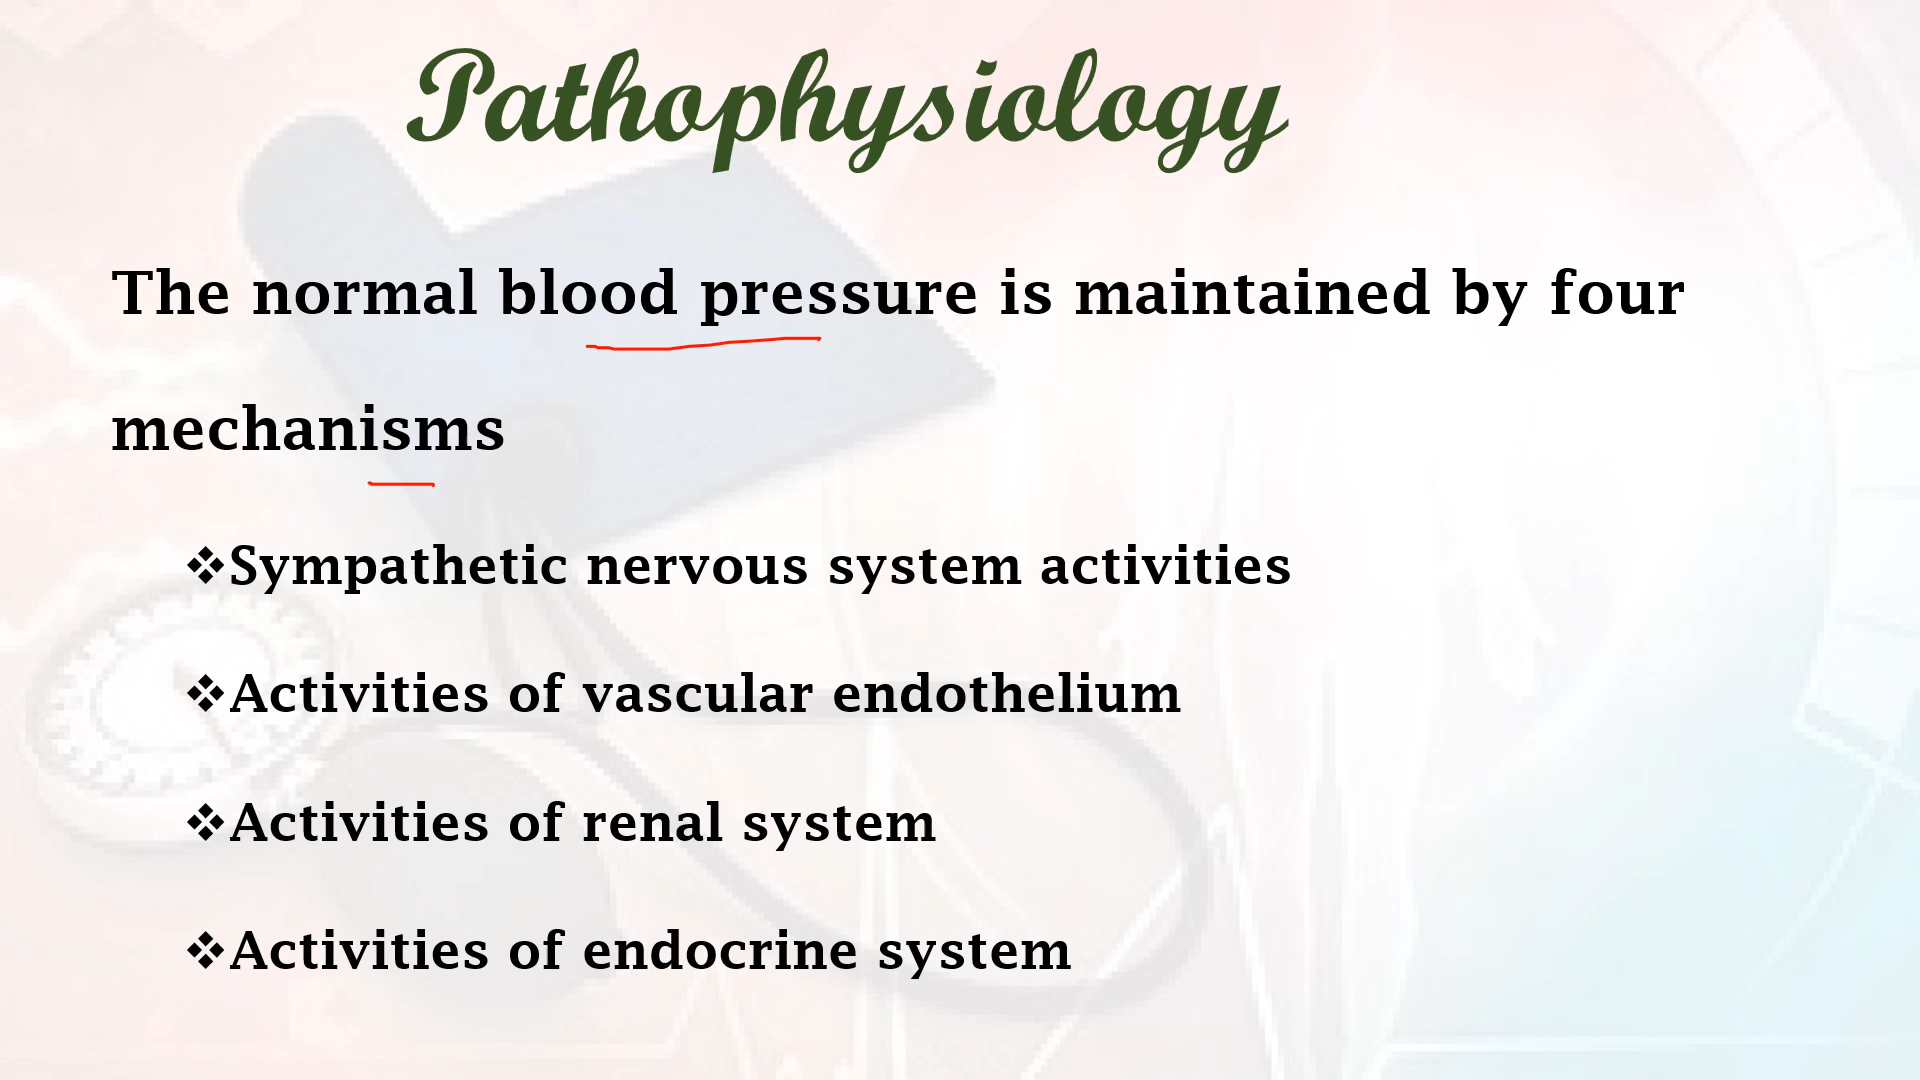 Pathophysiology
The normal blood pressure is maintained by four
mechanisms
❖Sympathetic nervous system activities
❖Activities of vascular endothelium
❖Activities of renal system
❖Activities of endocrine system